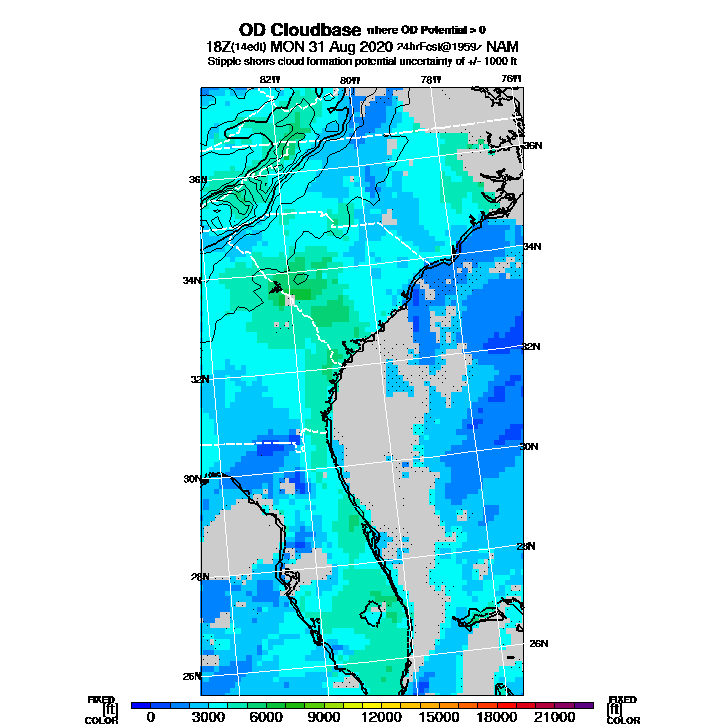 OD Cloudbase where OD Potential > 0
18Z(14edt) MON 31 Aug 2020 24hrFcst@1959z NAM
Stipple shows cloud formation potential uncertainty of +/- 1000 ft
82W 80W 78W 76W
36N 36N
34N 34N
32N 32N
30N 30N
28N 28N
26N 26N
FIXED FIXED
[ft] [ft]
COLOR 0 3000 6000 9000 12000 15000 18000 21000 COLOR